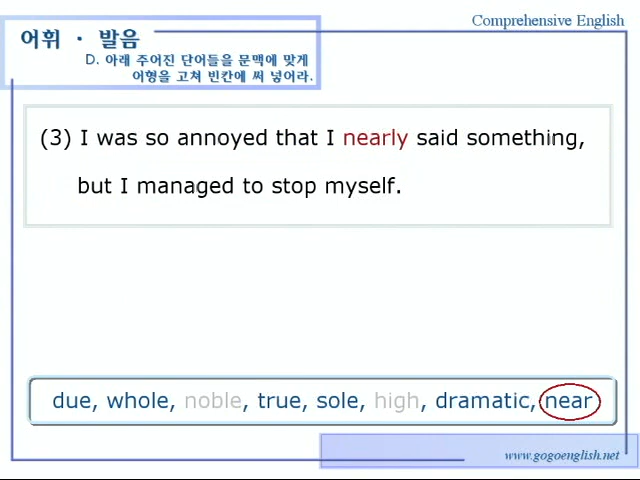 Comprehensive English
어휘 · 발음
D. 아래 주어진 단어들을 문맥에 맞게
어형을 고쳐 빈칸에 써 넣어라.
(3) I was so annoyed that I nearly said something,
but I managed to stop myself.
due, whole, noble, true, sole, high, dramatic, near
www.gogoenglish.net